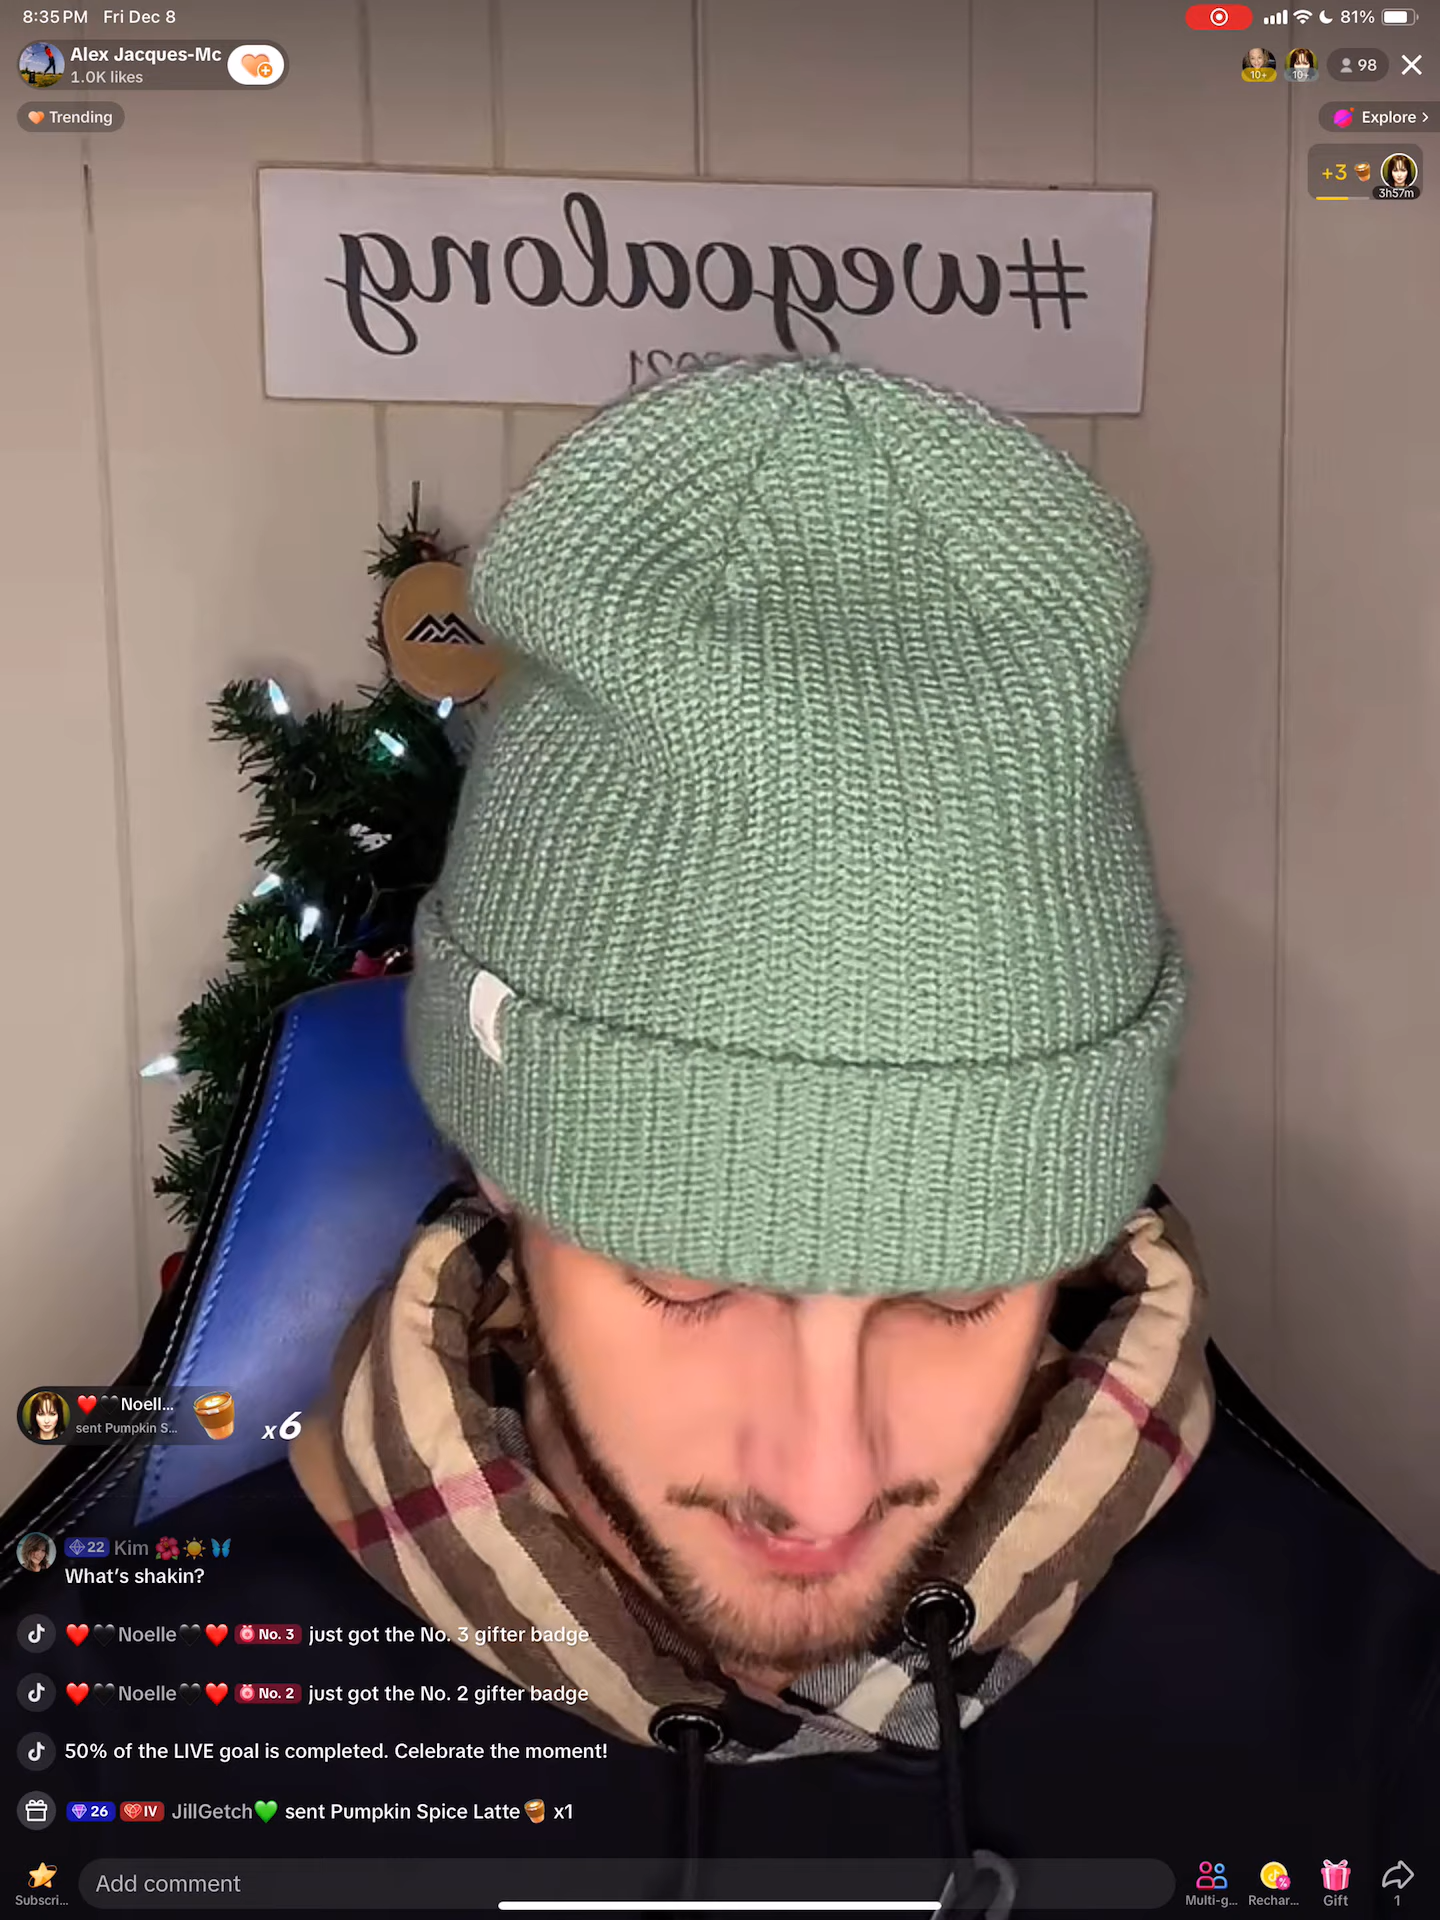 8:35 PM Fri Dec 8
81%
Alex Jacques-Mc
1.0K likes
10+
10+
98
Trending
Explore >
+3
3h57m
#wegoalong
2021
Noell...
sent Pumpkin S...
x6
22 Kim
What's shakin?
Noelle No. 3 just got the No. 3 gifter badge
Noelle No. 2 just got the No. 2 gifter badge
50% of the LIVE goal is completed. Celebrate the moment!
26 IV JillGetch sent Pumpkin Spice Latte x1
Subscri...
Add comment
Multi-g...
Rechar...
Gift
1